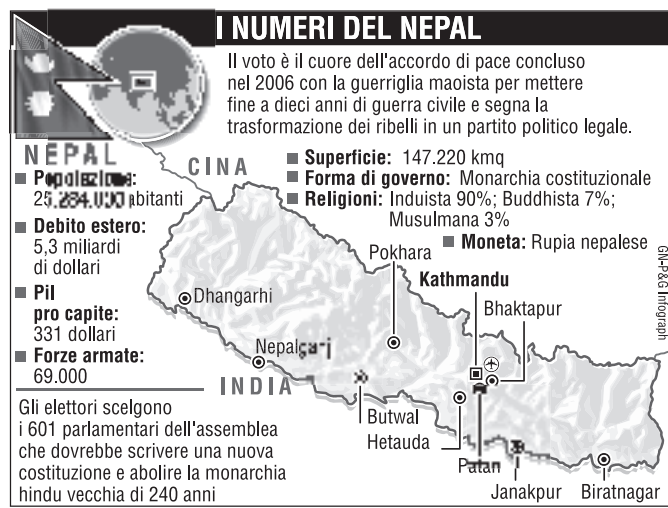 I NUMERI DEL NEPAL
Il voto è il cuore dell'accordo di pace concluso
nel 2006 con la guerriglia maoista per mettere
fine a dieci anni di guerra civile e segna la
trasformazione dei ribelli in un partito politico legale.
NEPAL
Popolazione:
abitanti
Debito estero:
5,3 miliardi
di dollari
Pil
pro capite:
331 dollari
Forze armate:
69.000
Gli elettori scelgono
i 601 parlamentari dell'assemblea
che dovrebbe scrivere una nuova
costituzione e abolire la monarchia
hindu vecchia di 240 anni
CINA
Superficie: 147.220 kmq
Forma di governo: Monarchia costituzionale
Religioni: Induista 90%; Buddhista 7%;
Musulmana 3%
Moneta: Rupia nepalese
Pokhara
Kathmandu
Bhaktapur
Dhangarhi
Nepalganj
INDIA
Butwal
Hetauda
Patan
Janakpur
Biratnagar
GN-P&G Infograph